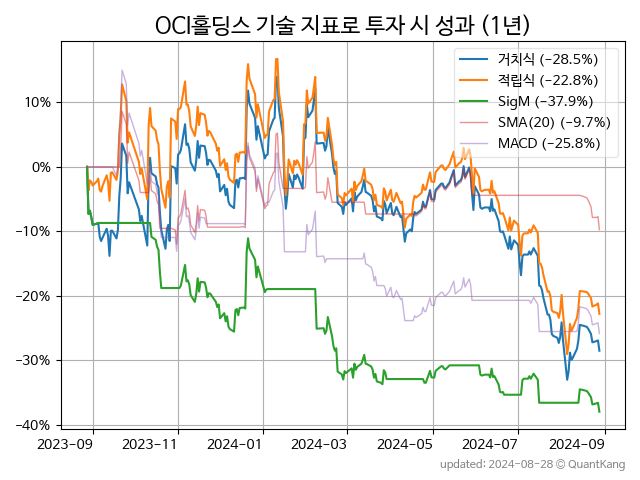 OCI홀딩스 기술 지표로 투자 시 성과 (1년)
거치식 (−28.5%)
적립식 (−22.8%)
SigM (−37.9%)
SMA(20) (−9.7%)
MACD (−25.8%)
10%
0%
−10%
−20%
−30%
−40%
2023-09 2023-11 2024-01 2024-03 2024-05 2024-07 2024-09
updated: 2024-08-28 © QuantKang